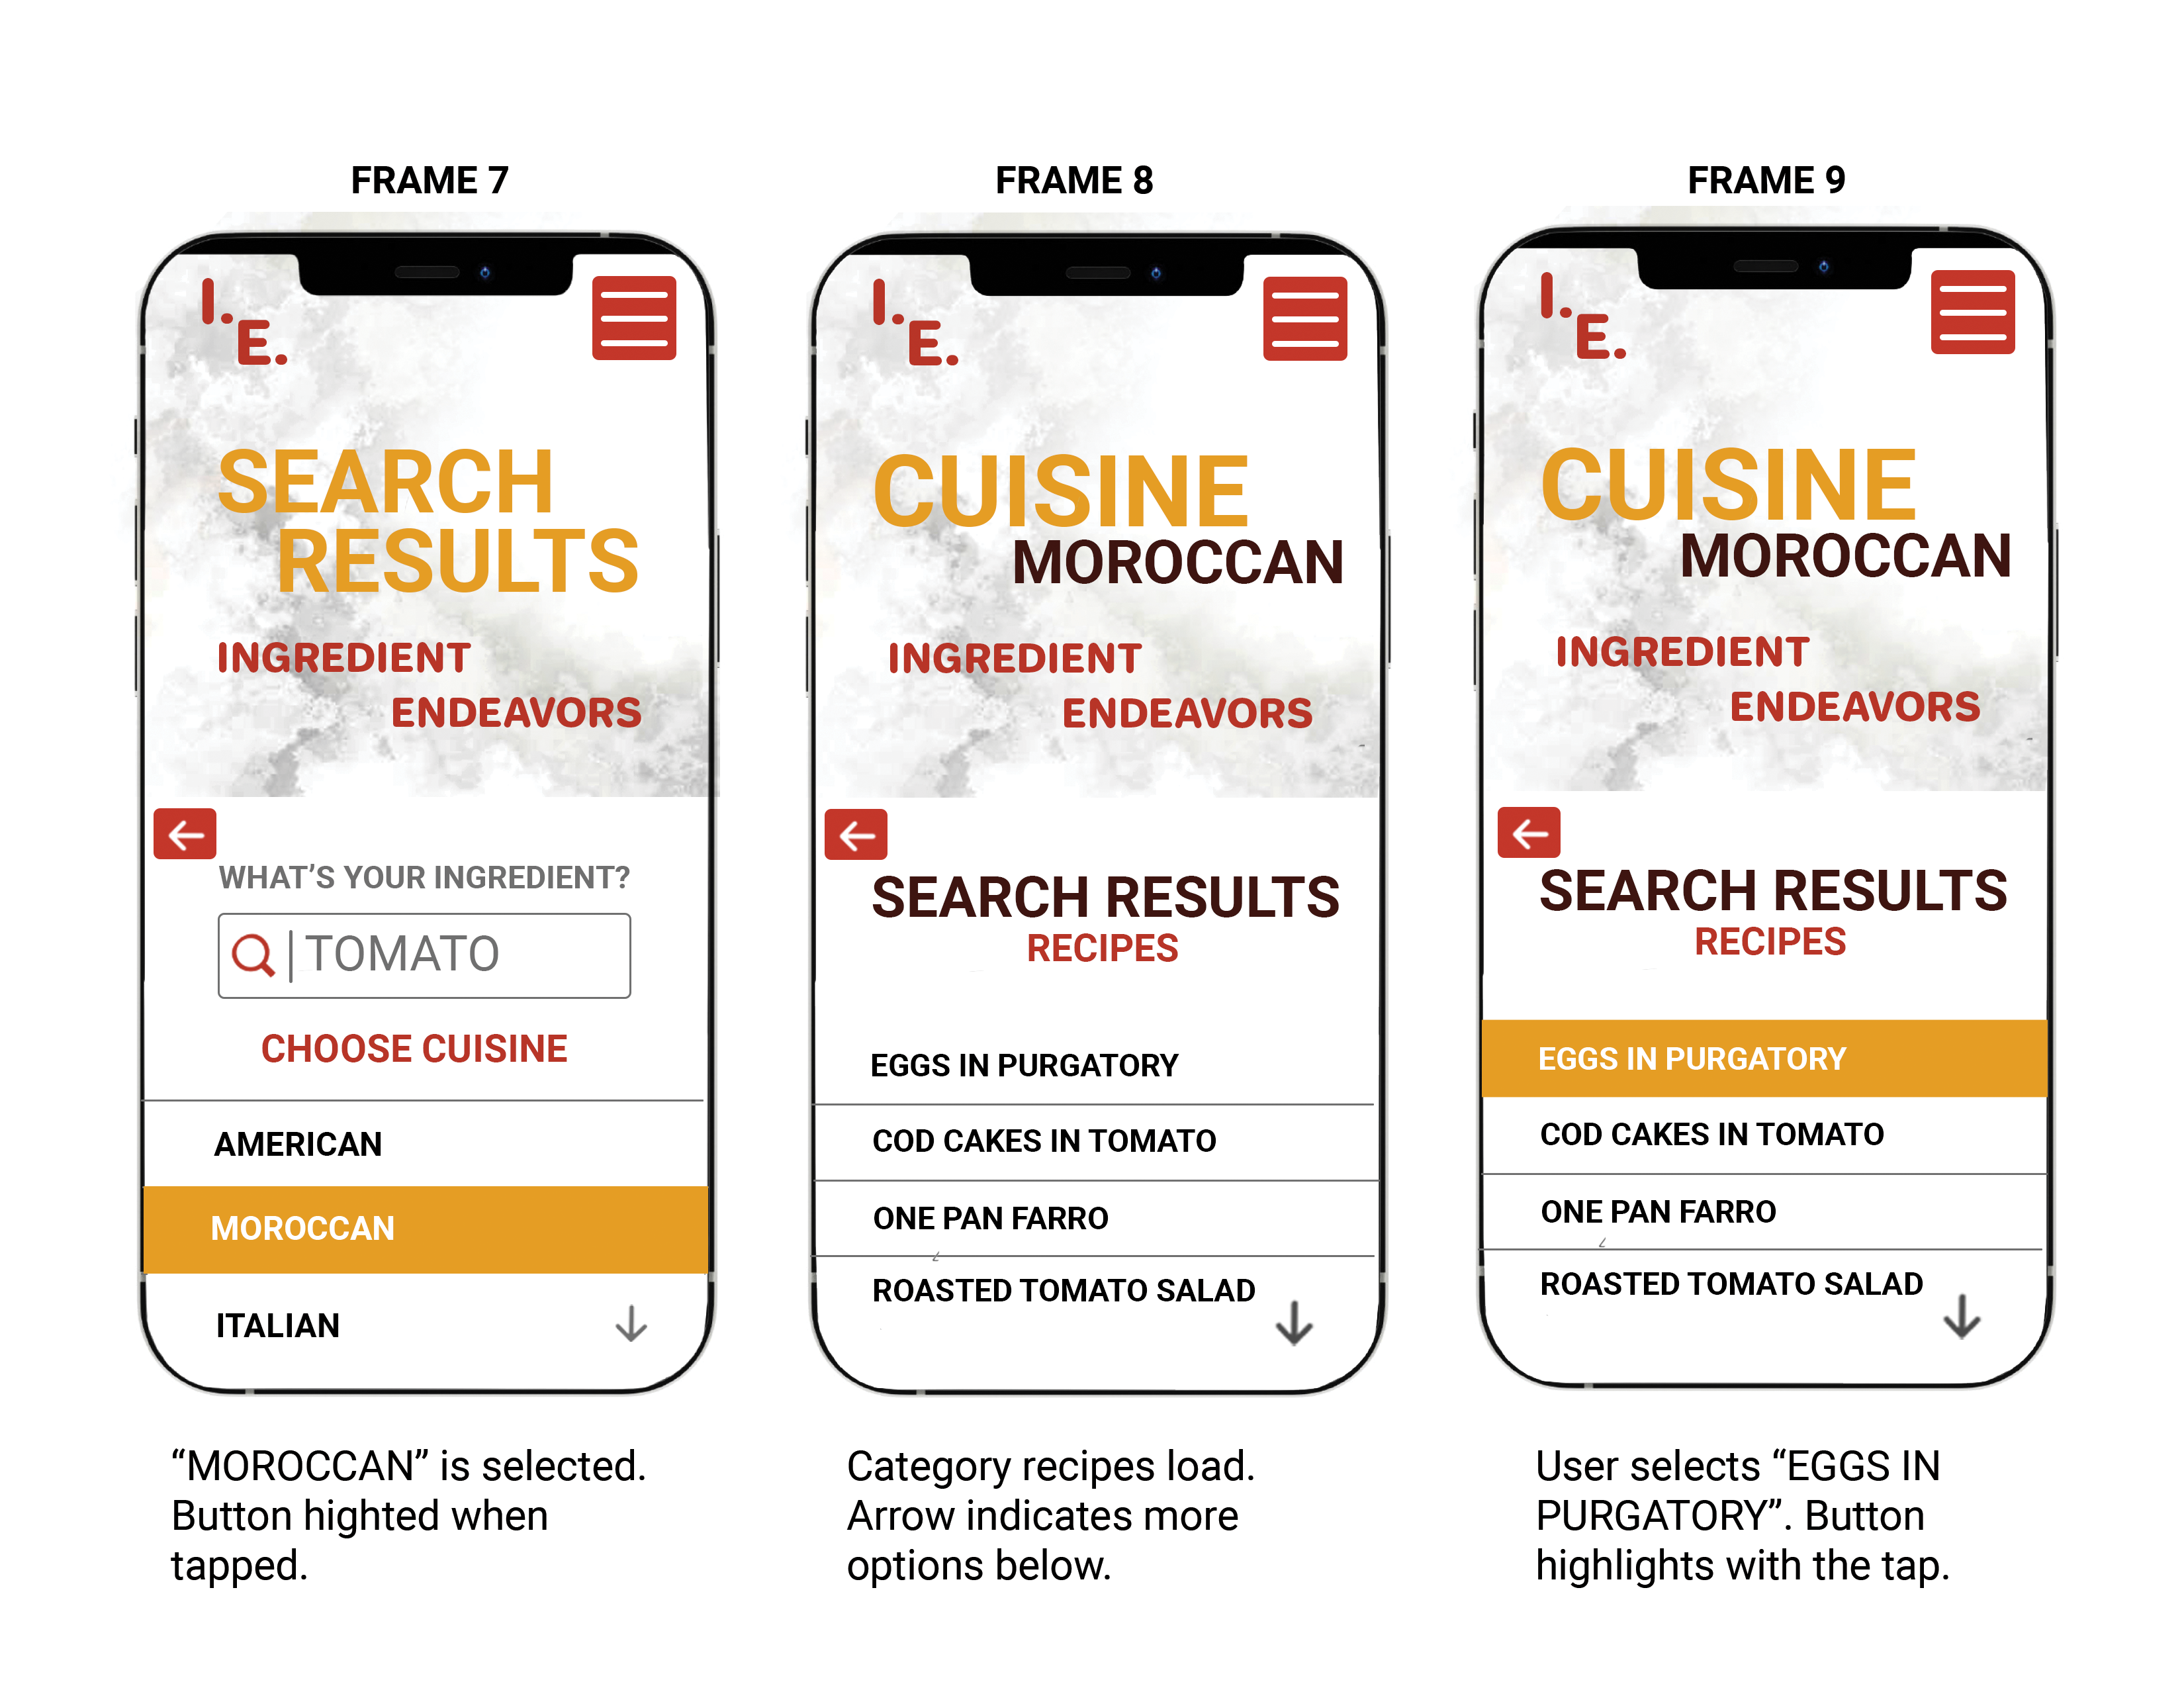 FRAME 7
I.
E.
SEARCH
RESULTS
INGREDIENT
ENDEAVORS
WHAT’S YOUR INGREDIENT?
TOMATO
CHOOSE CUISINE
AMERICAN
MOROCCAN
ITALIAN
“MOROCCAN” is selected.
Button highted when
tapped.
FRAME 8
I.
E.
CUISINE
MOROCCAN
INGREDIENT
ENDEAVORS
SEARCH RESULTS
RECIPES
EGGS IN PURGATORY
COD CAKES IN TOMATO
ONE PAN FARRO
ROASTED TOMATO SALAD
Category recipes load.
Arrow indicates more
options below.
FRAME 9
I.
E.
CUISINE
MOROCCAN
INGREDIENT
ENDEAVORS
SEARCH RESULTS
RECIPES
EGGS IN PURGATORY
COD CAKES IN TOMATO
ONE PAN FARRO
ROASTED TOMATO SALAD
User selects “EGGS IN
PURGATORY”. Button
highlights with the tap.